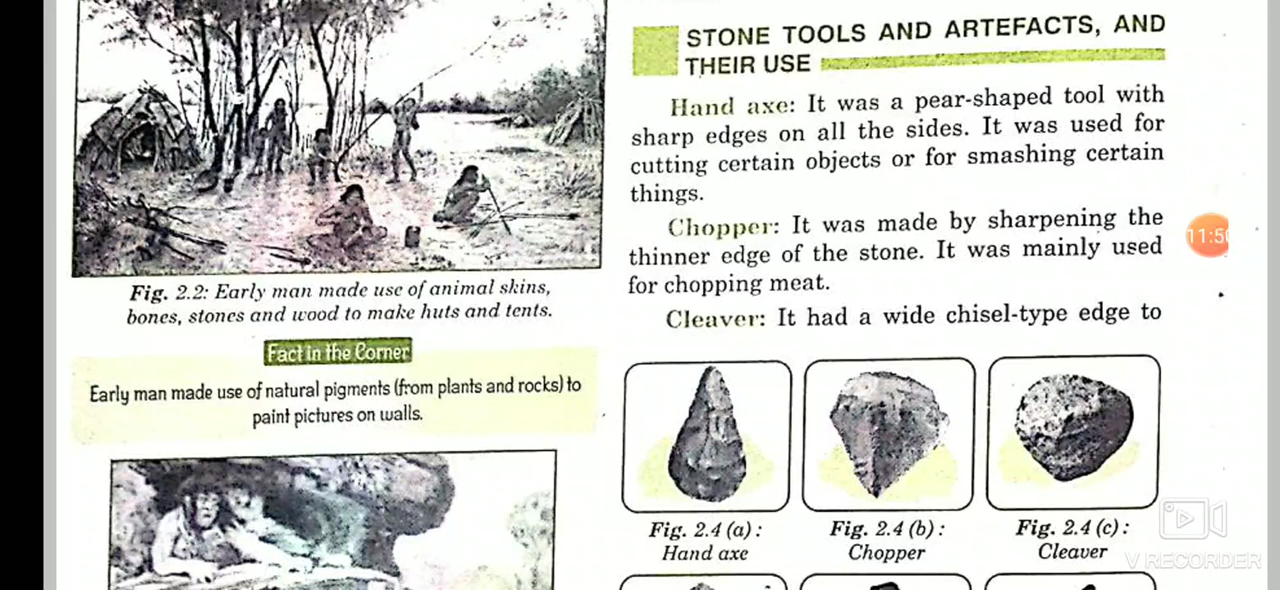 Fig. 2.2: Early man made use of animal skins,
bones, stones and wood to make huts and tents.
Fact in the Corner
Early man made use of natural pigments (from plants and rocks) to
paint pictures on walls.
STONE TOOLS AND ARTEFACTS, AND
THEIR USE
Hand axe: It was a pear-shaped tool with
sharp edges on all the sides. It was used for
cutting certain objects or for smashing certain
things.
Chopper: It was made by sharpening the
thinner edge of the stone. It was mainly used
for chopping meat.
Cleaver: It had a wide chisel-type edge to
Fig. 2.4 (a) :
Hand axe
Fig. 2.4 (b) :
Chopper
Fig. 2.4 (c) :
Cleaver
V RECORDER